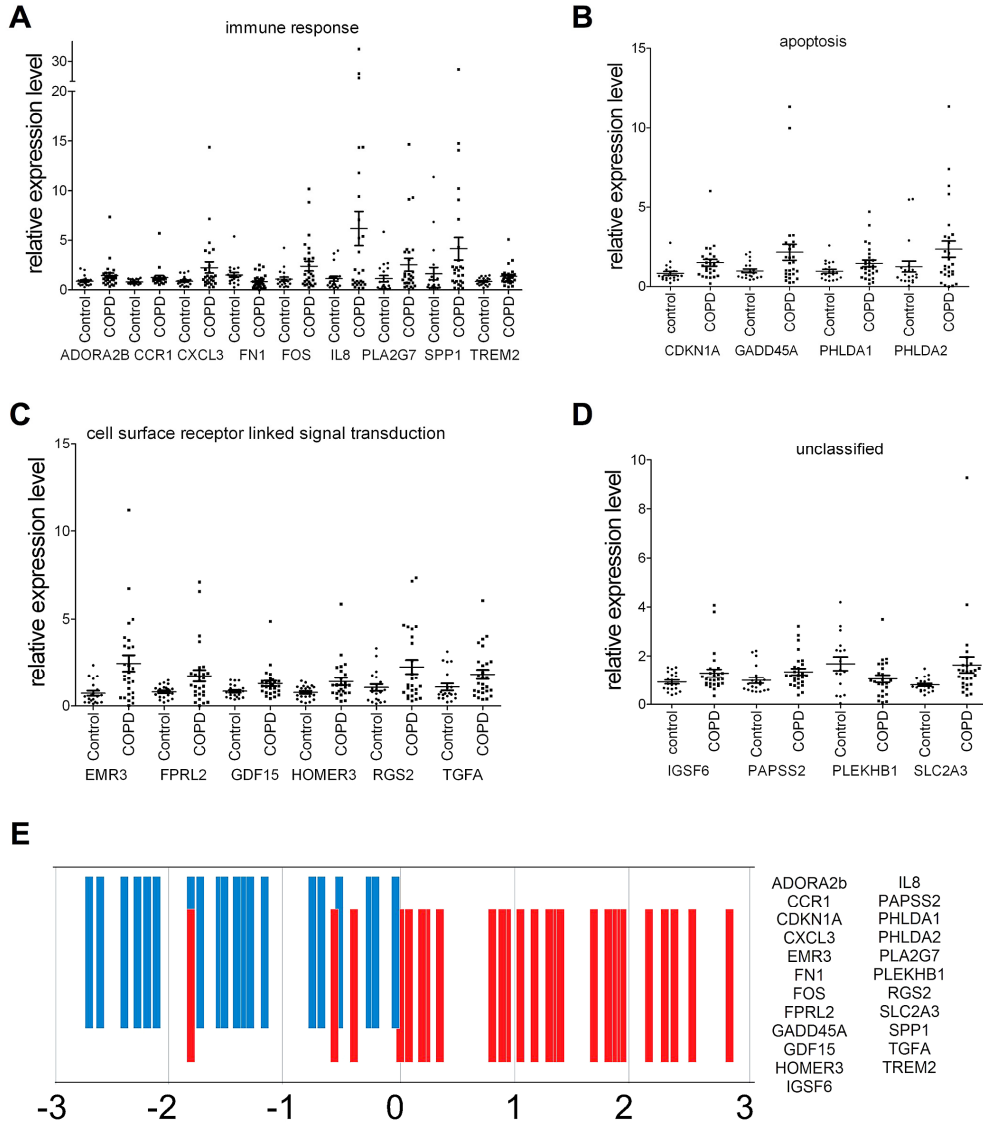 A
immune response
relative expression level
30
20
15
10
5
0
Control COPD Control COPD Control COPD Control COPD Control COPD Control COPD Control COPD Control COPD Control COPD
ADORA2B CCR1 CXCL3 FN1 FOS IL8 PLA2G7 SPP1 TREM2
B
apoptosis
relative expression level
15
10
5
0
control COPD Control COPD Control COPD Control COPD
CDKN1A GADD45A PHLDA1 PHLDA2
C
cell surface receptor linked signal transduction
relative expression level
15
10
5
0
Control COPD Control COPD Control COPD Control COPD Control COPD Control COPD
EMR3 FPRL2 GDF15 HOMER3 RGS2 TGFA
D
unclassified
relative expression level
10
8
6
4
2
0
control COPD Control COPD Control COPD Control COPD
IGSF6 PAPSS2 PLEKHB1 SLC2A3
E
-3 -2 -1 0 1 2 3
ADORA2b
CCR1
CDKN1A
CXCL3
EMR3
FN1
FOS
FPRL2
GADD45A
GDF15
HOMER3
IGSF6
IL8
PAPSS2
PHLDA1
PHLDA2
PLA2G7
PLEKHB1
RGS2
SLC2A3
SPP1
TGFA
TREM2